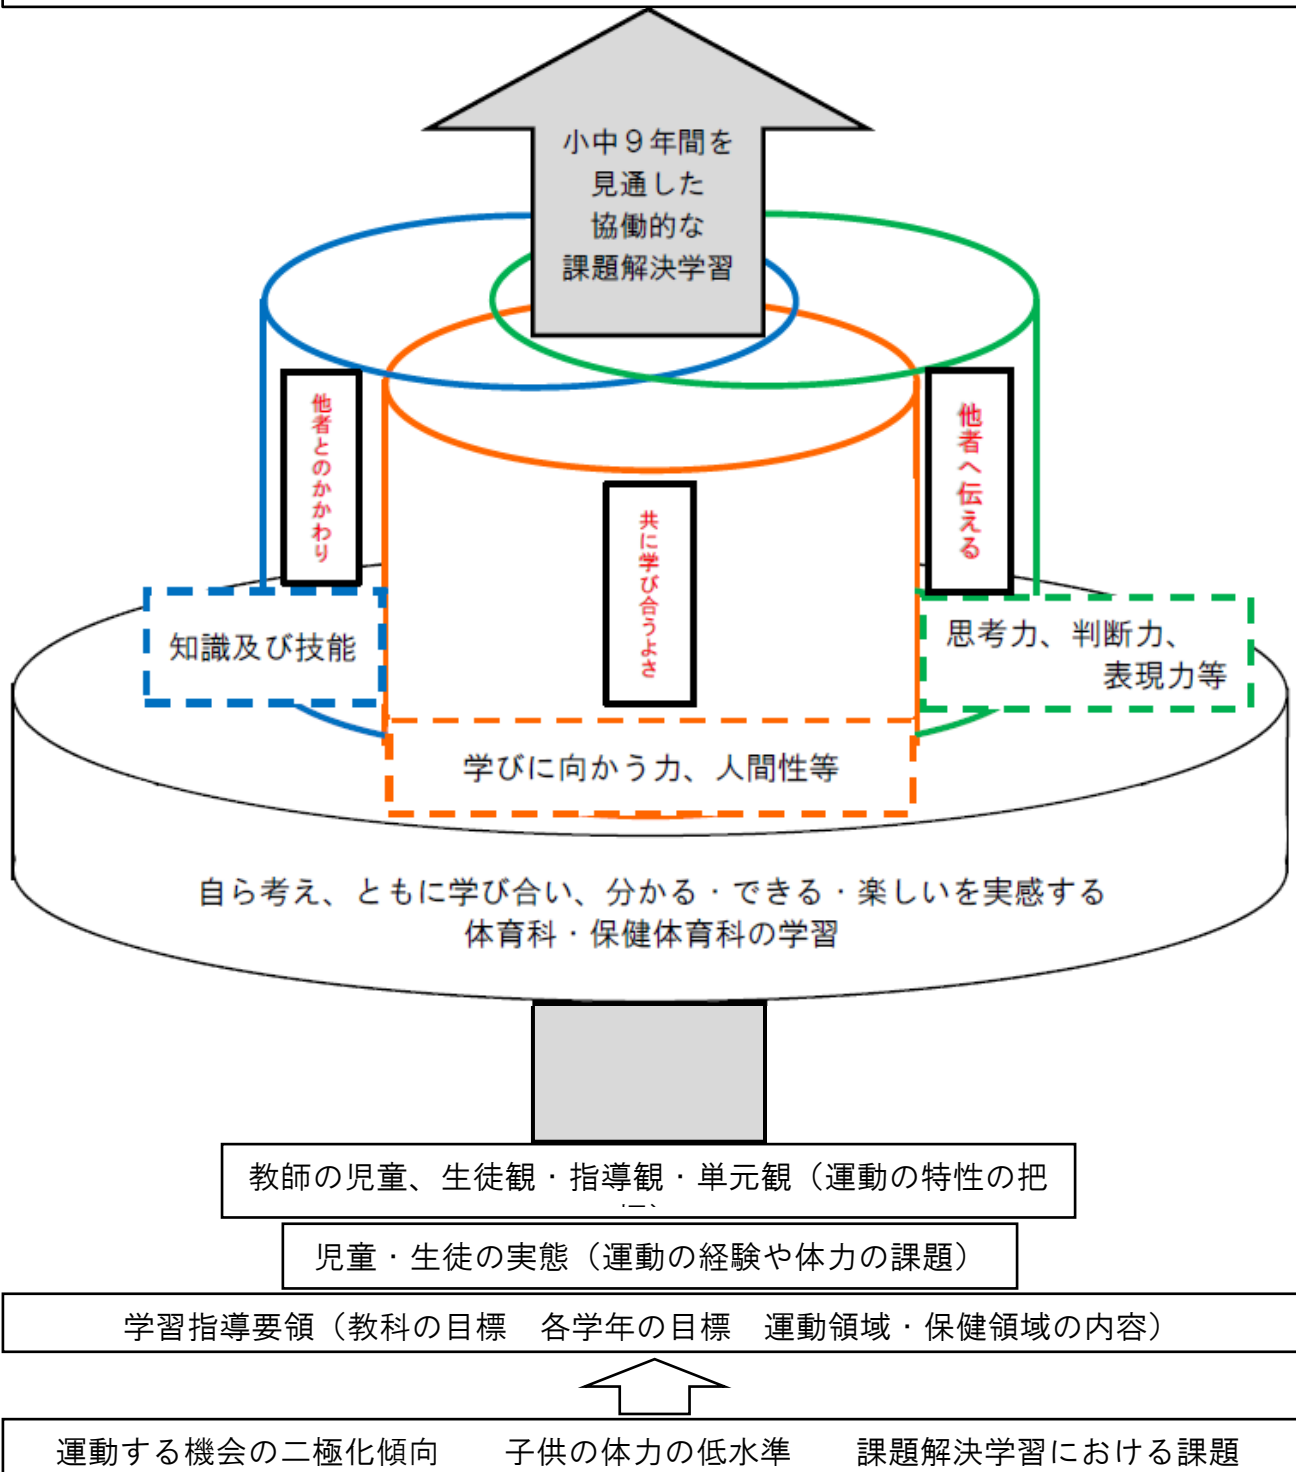 小中９年間を
見通した
協働的な
課題解決学習
他者とのかかわり
共に学び合うよさ
他者へ伝える
知識及び技能
思考力、判断力、
表現力等
学びに向かう力、人間性等
自ら考え、ともに学び合い、分かる・できる・楽しいを実感する
体育科・保健体育科の学習
教師の児童、生徒観・指導観・単元観（運動の特性の把
児童・生徒の実態（運動の経験や体力の課題）
学習指導要領（教科の目標　各学年の目標　運動領域・保健領域の内容）
運動する機会の二極化傾向　　子供の体力の低水準　　課題解決学習における課題